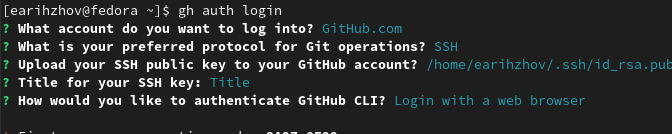 [earihzhov@fedora ~]$ gh auth login
? What account do you want to log into? GitHub.com
? What is your preferred protocol for Git operations? SSH
? Upload your SSH public key to your GitHub account? /home/earihzhov/.ssh/id_rsa.pub
? Title for your SSH key: Title
? How would you like to authenticate GitHub CLI? Login with a web browser